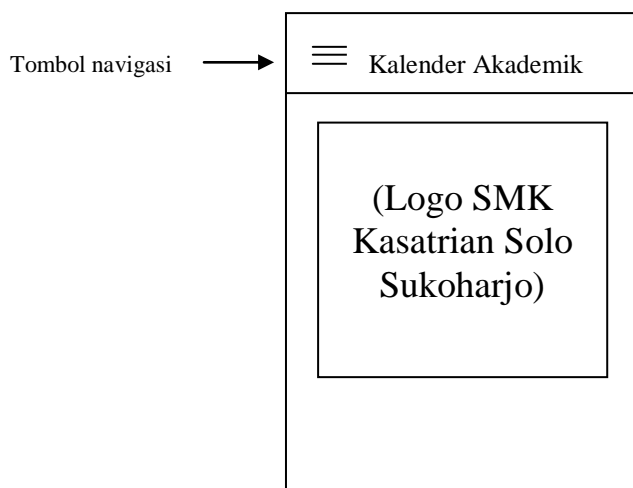 Tombol navigasi
Kalender Akademik
(Logo SMK
Kasatrian Solo
Sukoharjo)